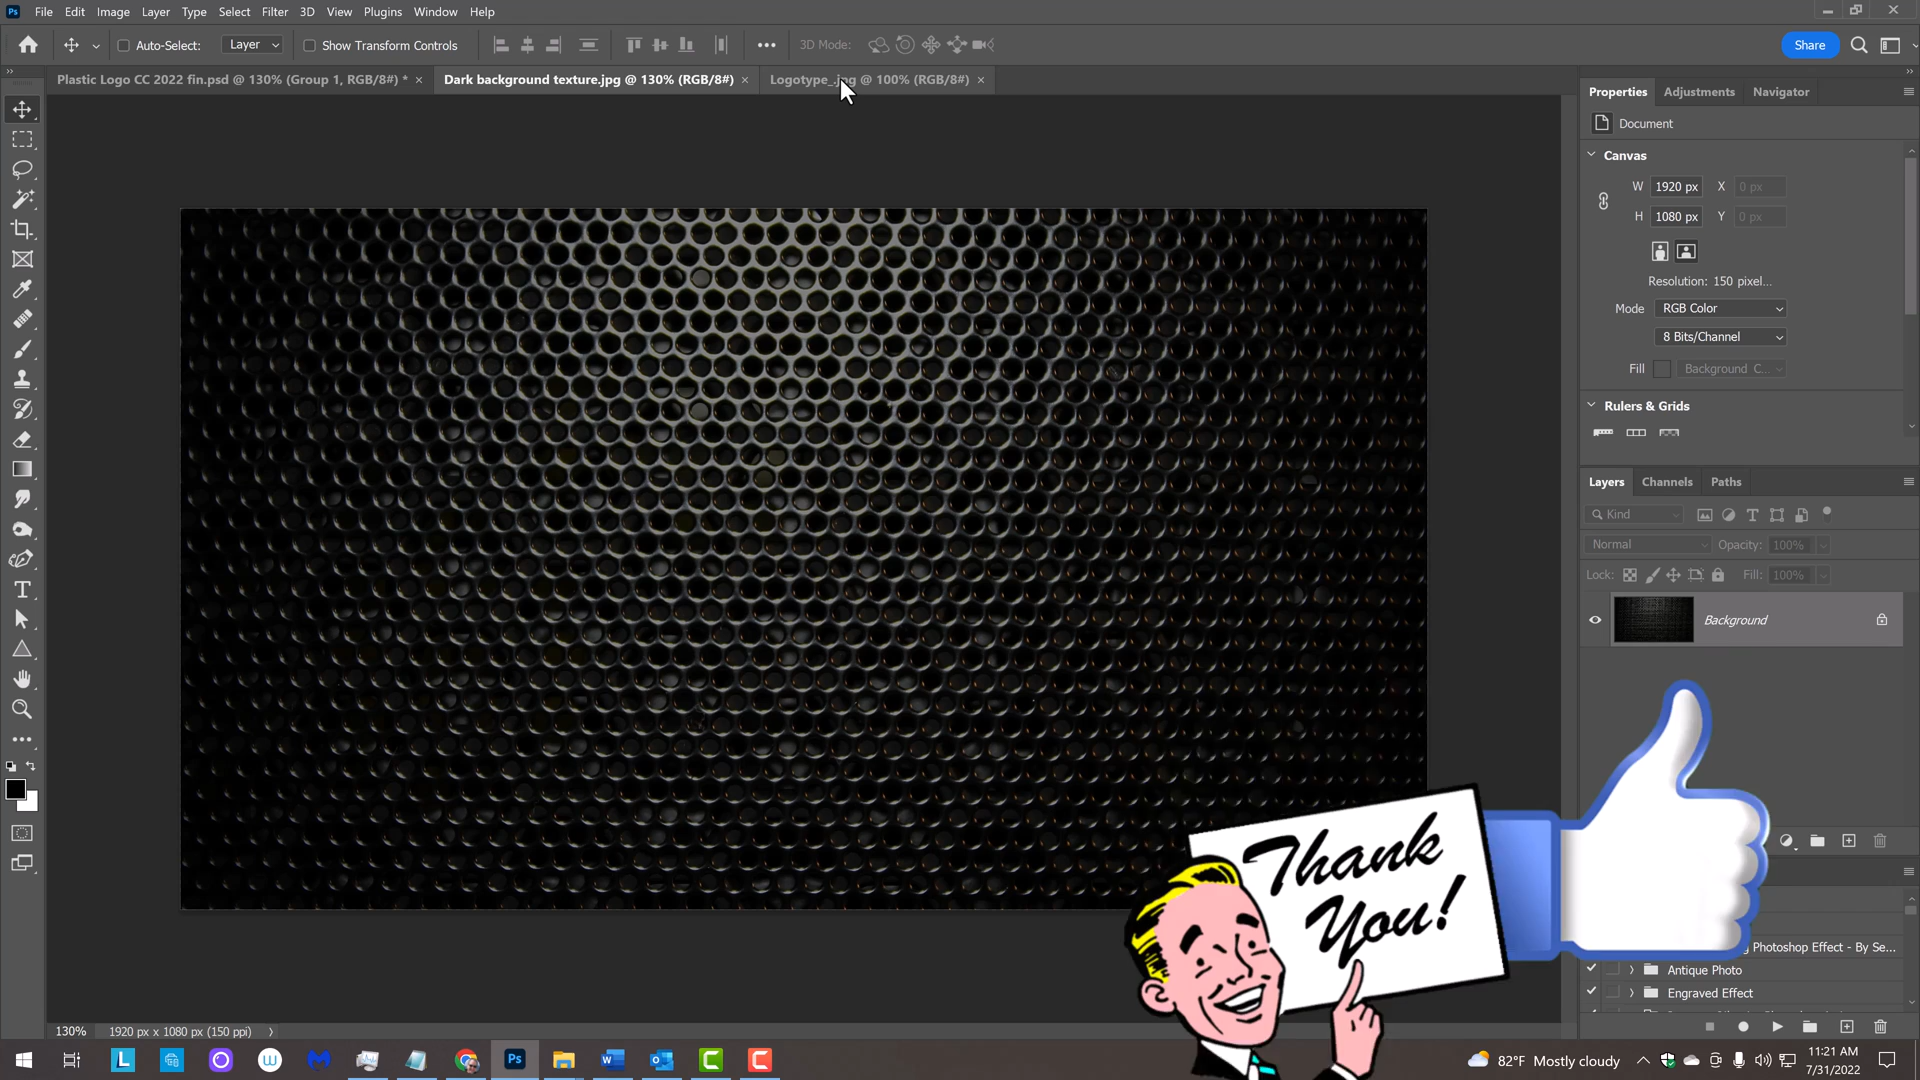 Ps File Edit Image Layer Type Select Filter 3D View Plugins Window Help
Auto-Select: Layer Show Transform Controls 3D Mode: Share
Plastic Logo CC 2022 fin.psd @ 130% (Group 1, RGB/8#) * × Dark background texture.jpg @ 130% (RGB/8#) × Logotype_.jpg @ 100% (RGB/8#) ×
Properties Adjustments Navigator
Document
Canvas
W 1920 px X 0 px
H 1080 px Y 0 px
Resolution: 150 pixel...
Mode RGB Color
8 Bits/Channel
Fill Background C...
Rulers & Grids
Layers Channels Paths
Kind
Normal Opacity: 100%
Lock: Fill: 100%
Background
Thank
You!
Photoshop Effect - By Se...
Antique Photo
Engraved Effect
130% 1920 px x 1080 px (150 ppi)
82°F Mostly cloudy
11:21 AM
7/31/2022